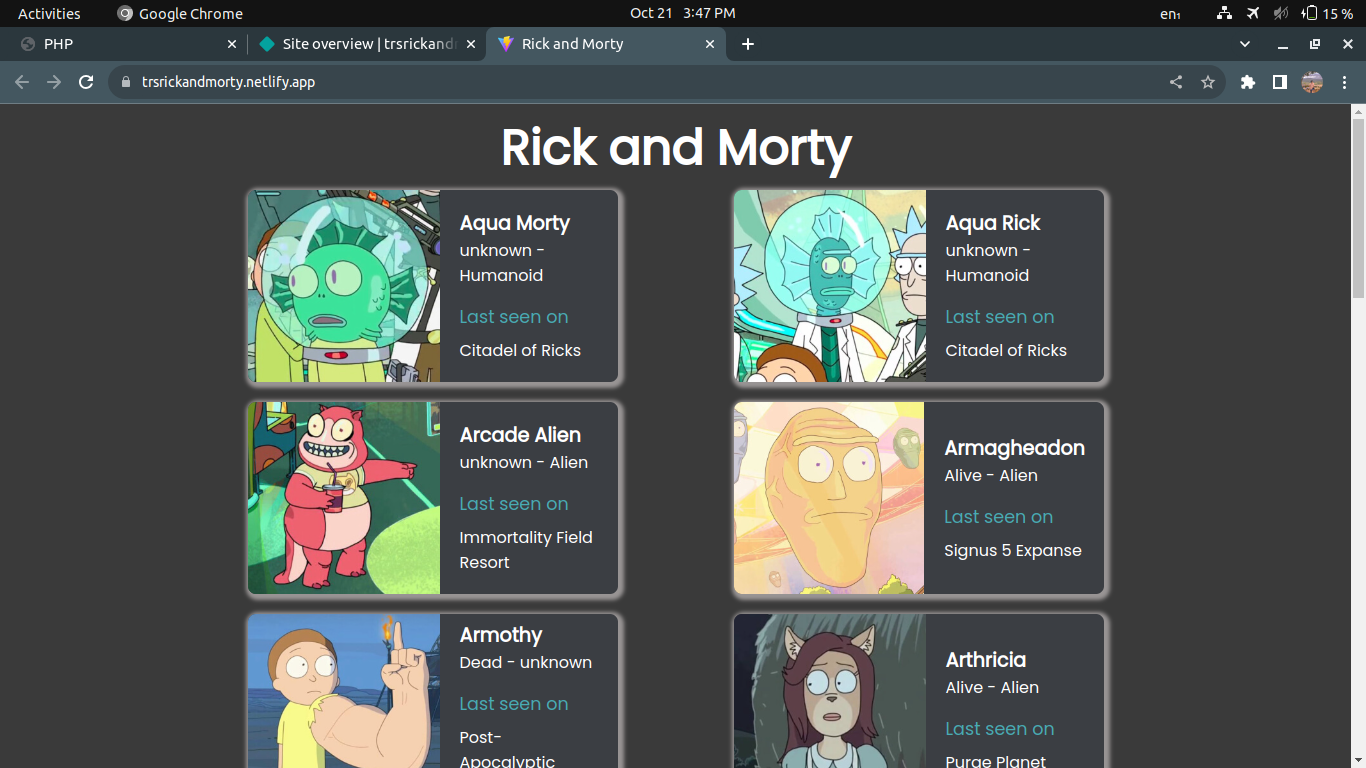 Activities
Google Chrome
Oct 21 3:47 PM
en₁
15 %
PHP
Site overview | trsrickand
Rick and Morty
trsrickandmorty.netlify.app
Rick and Morty
Aqua Morty
unknown -
Humanoid
Last seen on
Citadel of Ricks
Aqua Rick
unknown -
Humanoid
Last seen on
Citadel of Ricks
Arcade Alien
unknown - Alien
Last seen on
Immortality Field
Resort
Armagheadon
Alive - Alien
Last seen on
Signus 5 Expanse
Armothy
Dead - unknown
Last seen on
Post-
Apocalyptic
Arthricia
Alive - Alien
Last seen on
Purge Planet